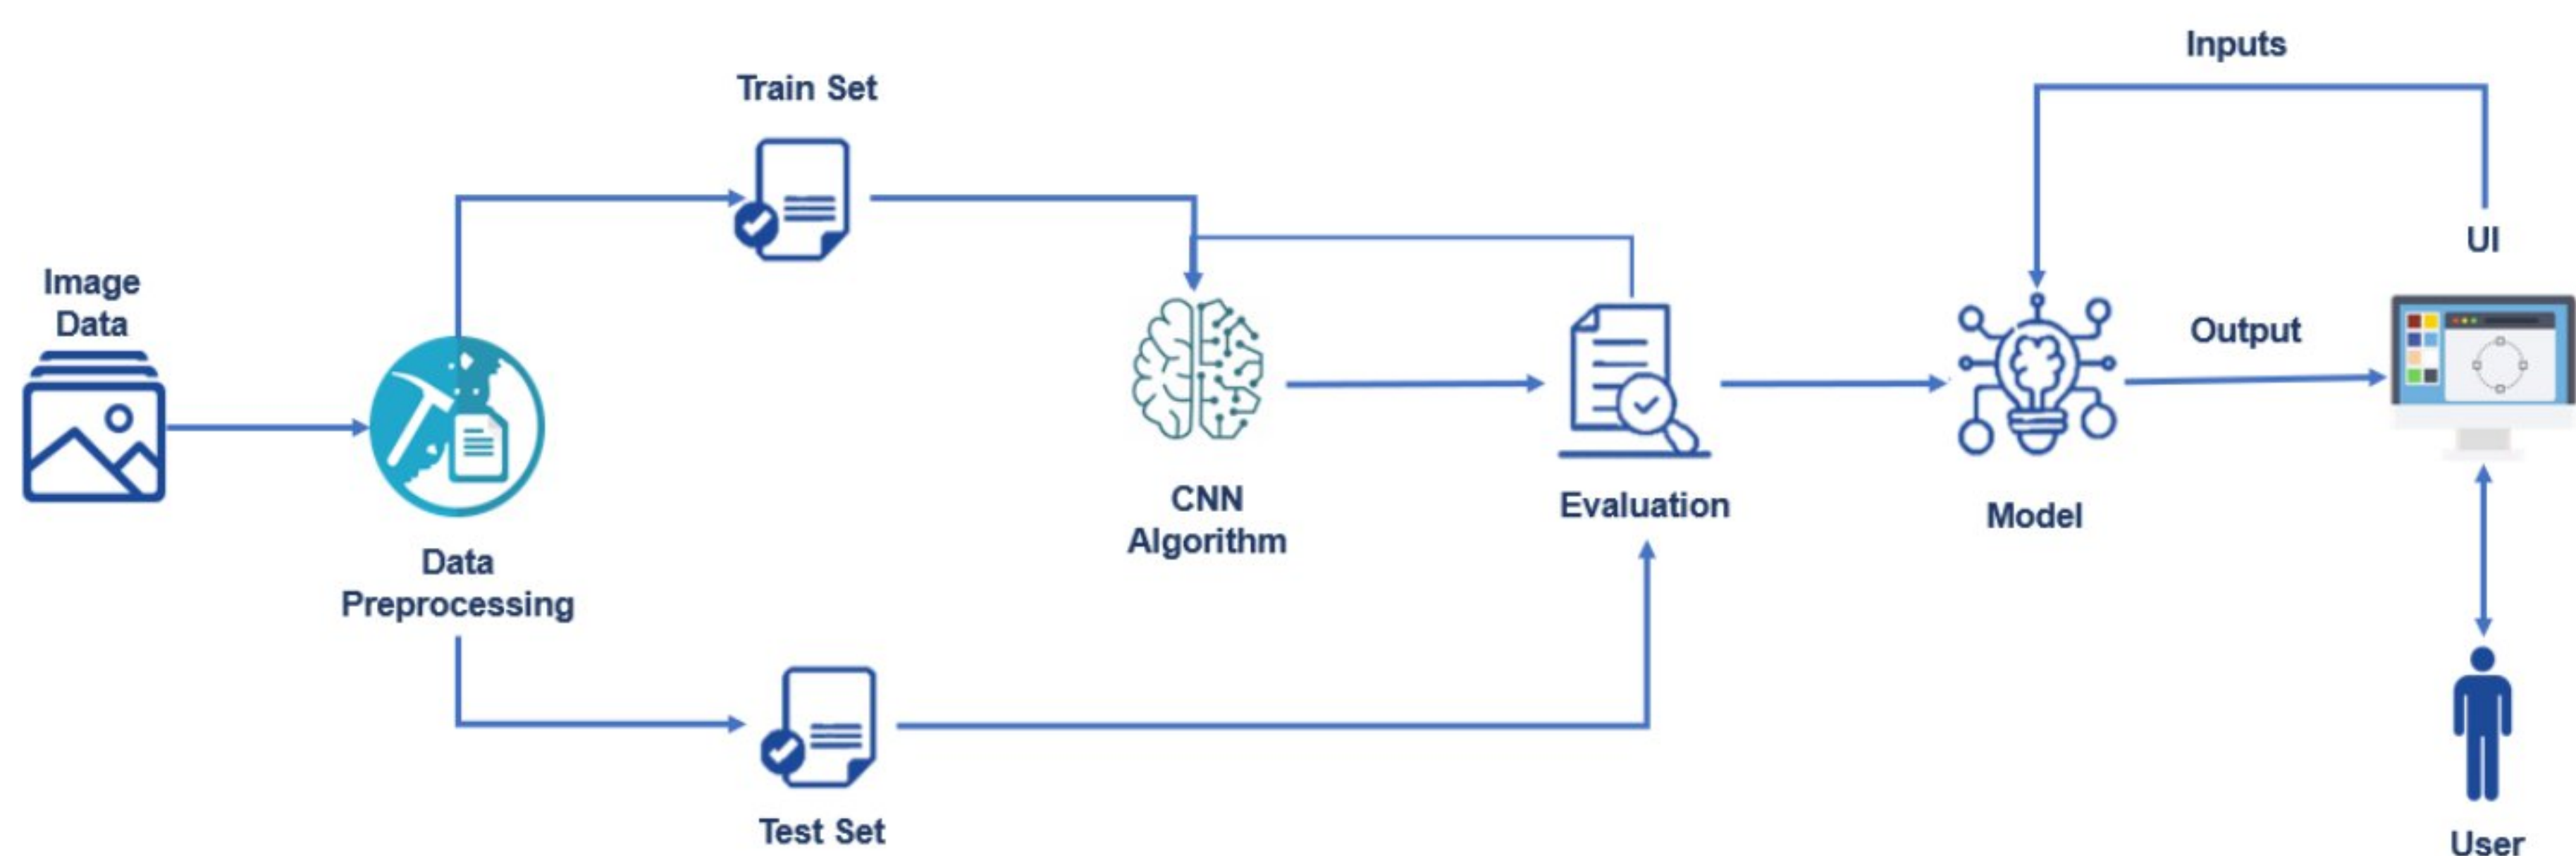 Inputs
Train Set
UI
Image
Data
Output
CNN
Algorithm
Evaluation
Model
Data
Preprocessing
Test Set
User